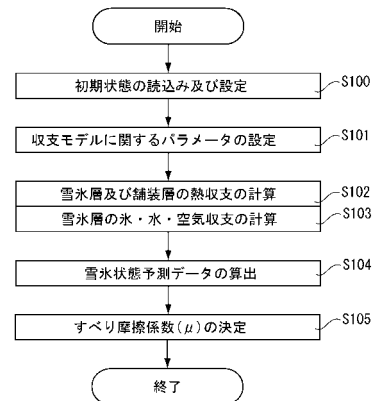 開始
初期状態の読込み及び設定 S100
収支モデルに関するパラメータの設定 S101
雪氷層及び舗装層の熱収支の計算 S102
雪氷層の氷・水・空気収支の計算 S103
雪氷状態予測データの算出 S104
すべり摩擦係数(μ)の決定 S105
終了